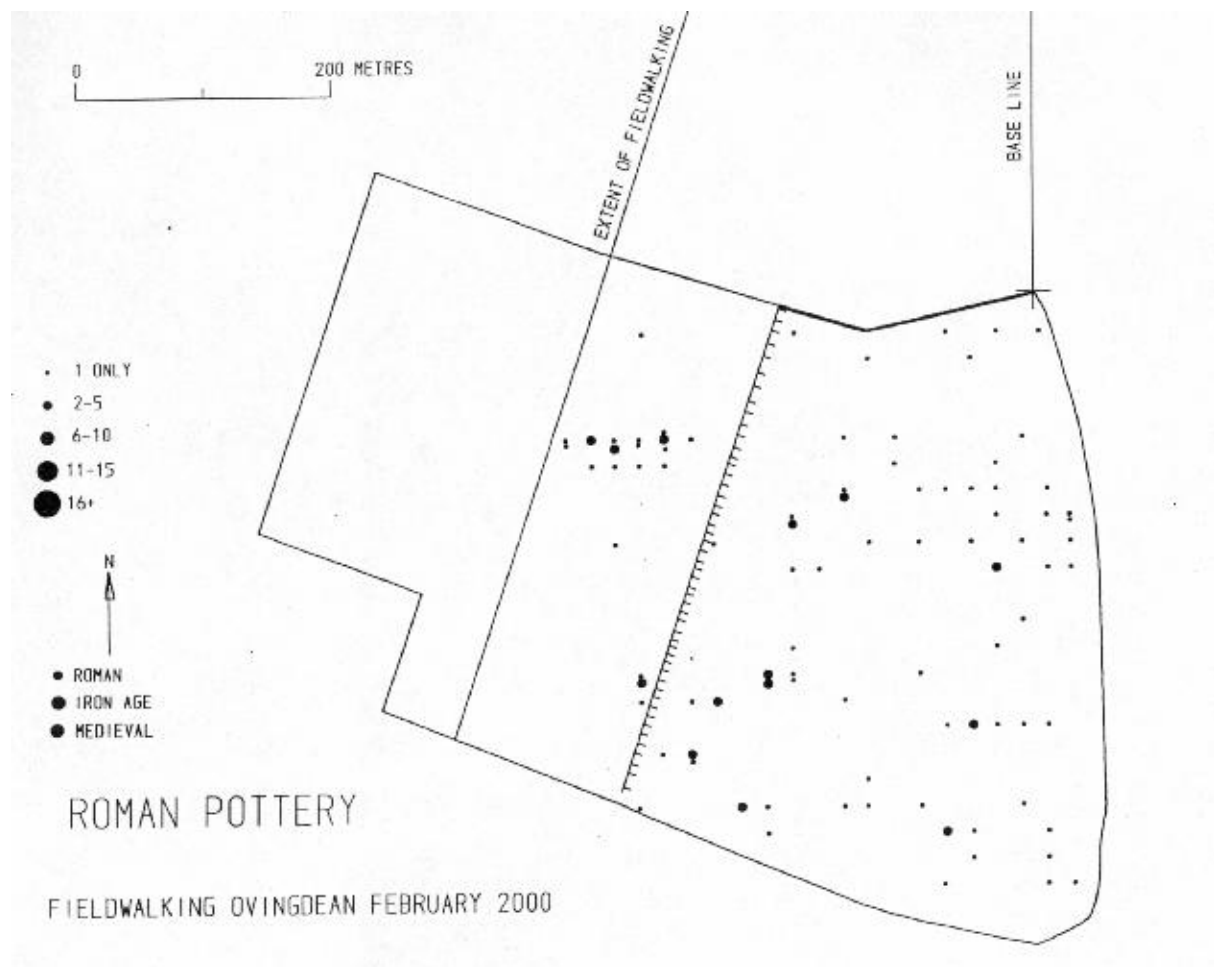 0 200 METRES
EXTENT OF FIELDWALKING
BASE LINE
1 ONLY
2-5
6-10
11-15
16+
N
ROMAN
IRON AGE
MEDIEVAL
ROMAN POTTERY
FIELDWALKING OVINGDEAN FEBRUARY 2000